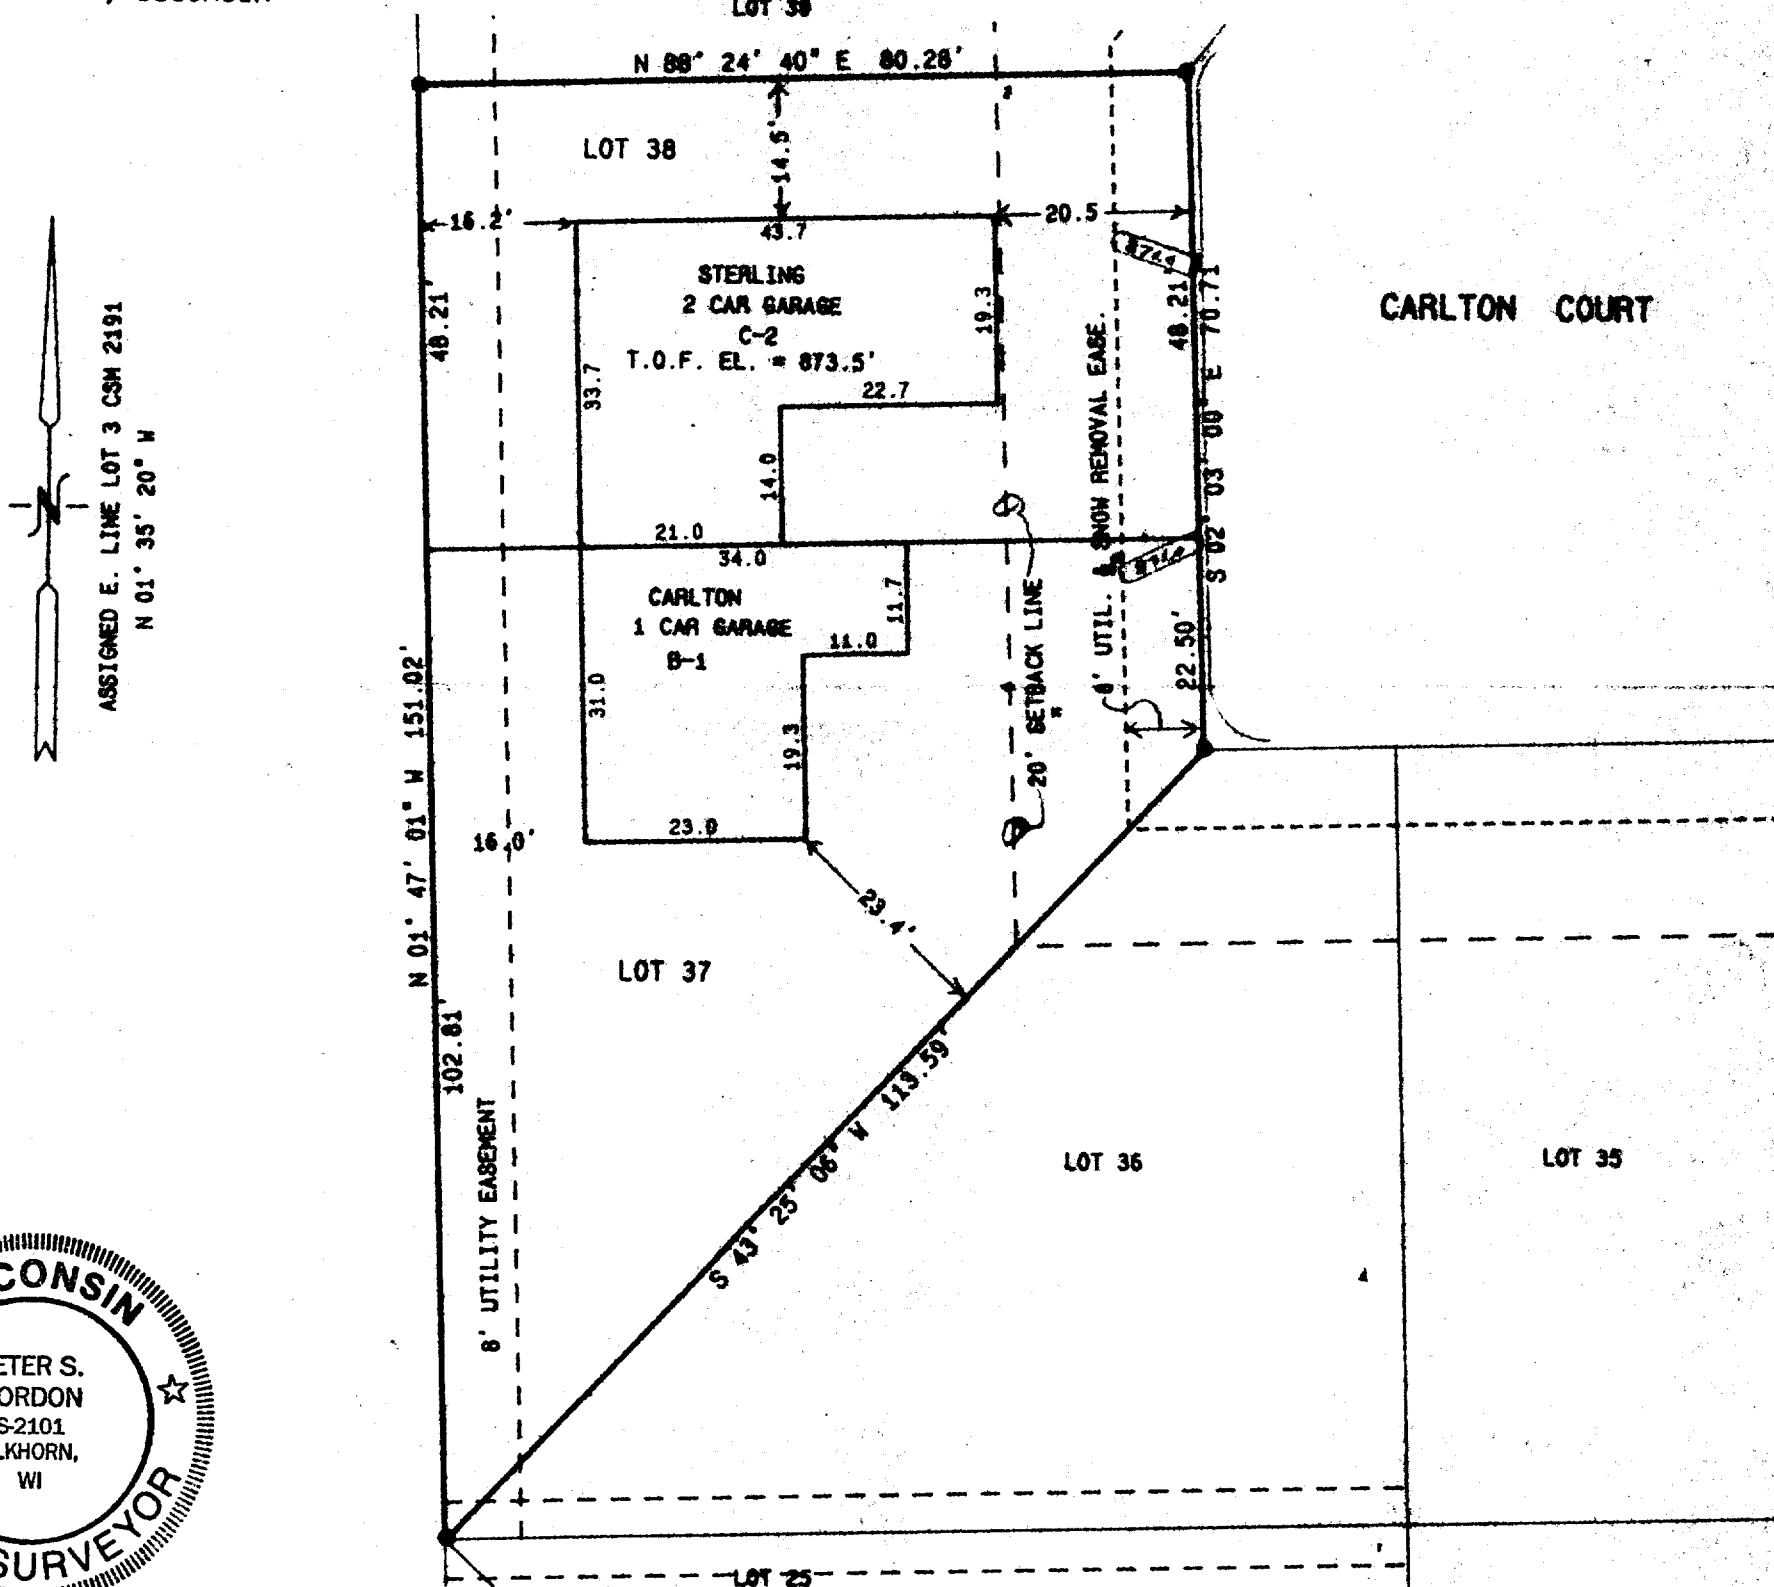 LOT 39
N 88° 24' 40" E 80.28'
LOT 38
14.5'
16.2'
20.5
43.7
STERLING
2 CAR GARAGE
C-2
T.O.F. EL. = 873.5'
48.21'
33.7
19.3
22.7
14.0
21.0
48.21'
S 02° 03' 00" E 70.71
CARLTON COURT
ASSIGNED E. LINE LOT 3 CSM 2191
N 01° 35' 20" W
34.0
CARLTON
1 CAR GARAGE
B-1
11.7
11.0
31.0
19.3
23.0
16.0'
20' SETBACK LINE
UTIL. & SNOW REMOVAL EASE.
22.50'
N 01° 47' 01" W 151.02'
LOT 37
102.81'
S 43° 25' 06" W 113.59'
8' UTILITY EASEMENT
LOT 36
LOT 35
LOT 25
CONSIN
ETER S.
ORDON
S-2101
LKHORN,
WI
SURVEYOR